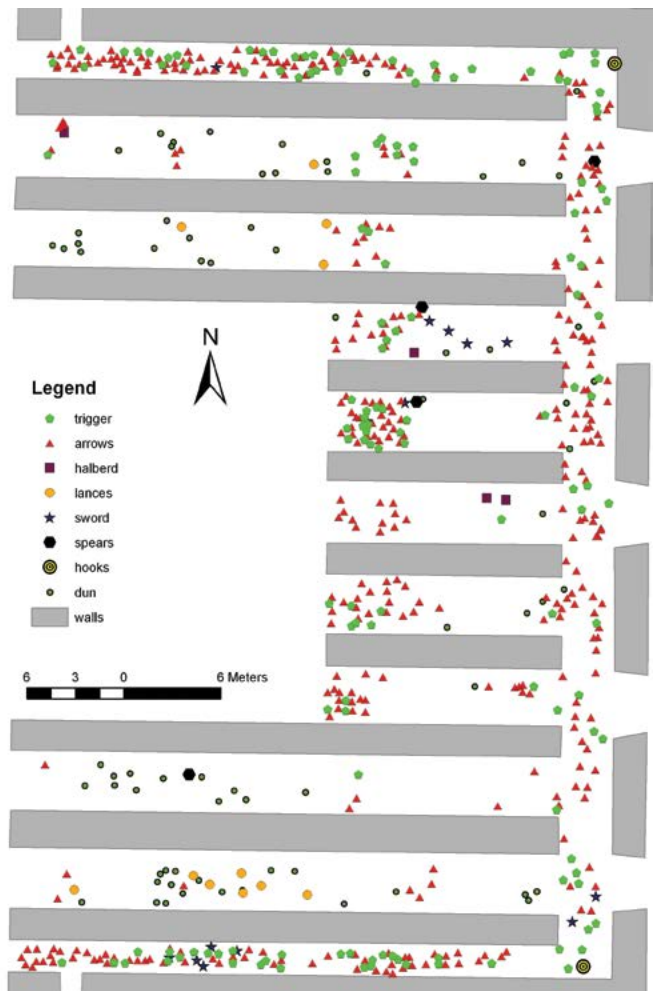 N
Legend
trigger
arrows
halberd
lances
sword
spears
hooks
dun
walls
6 3 0 6 Meters